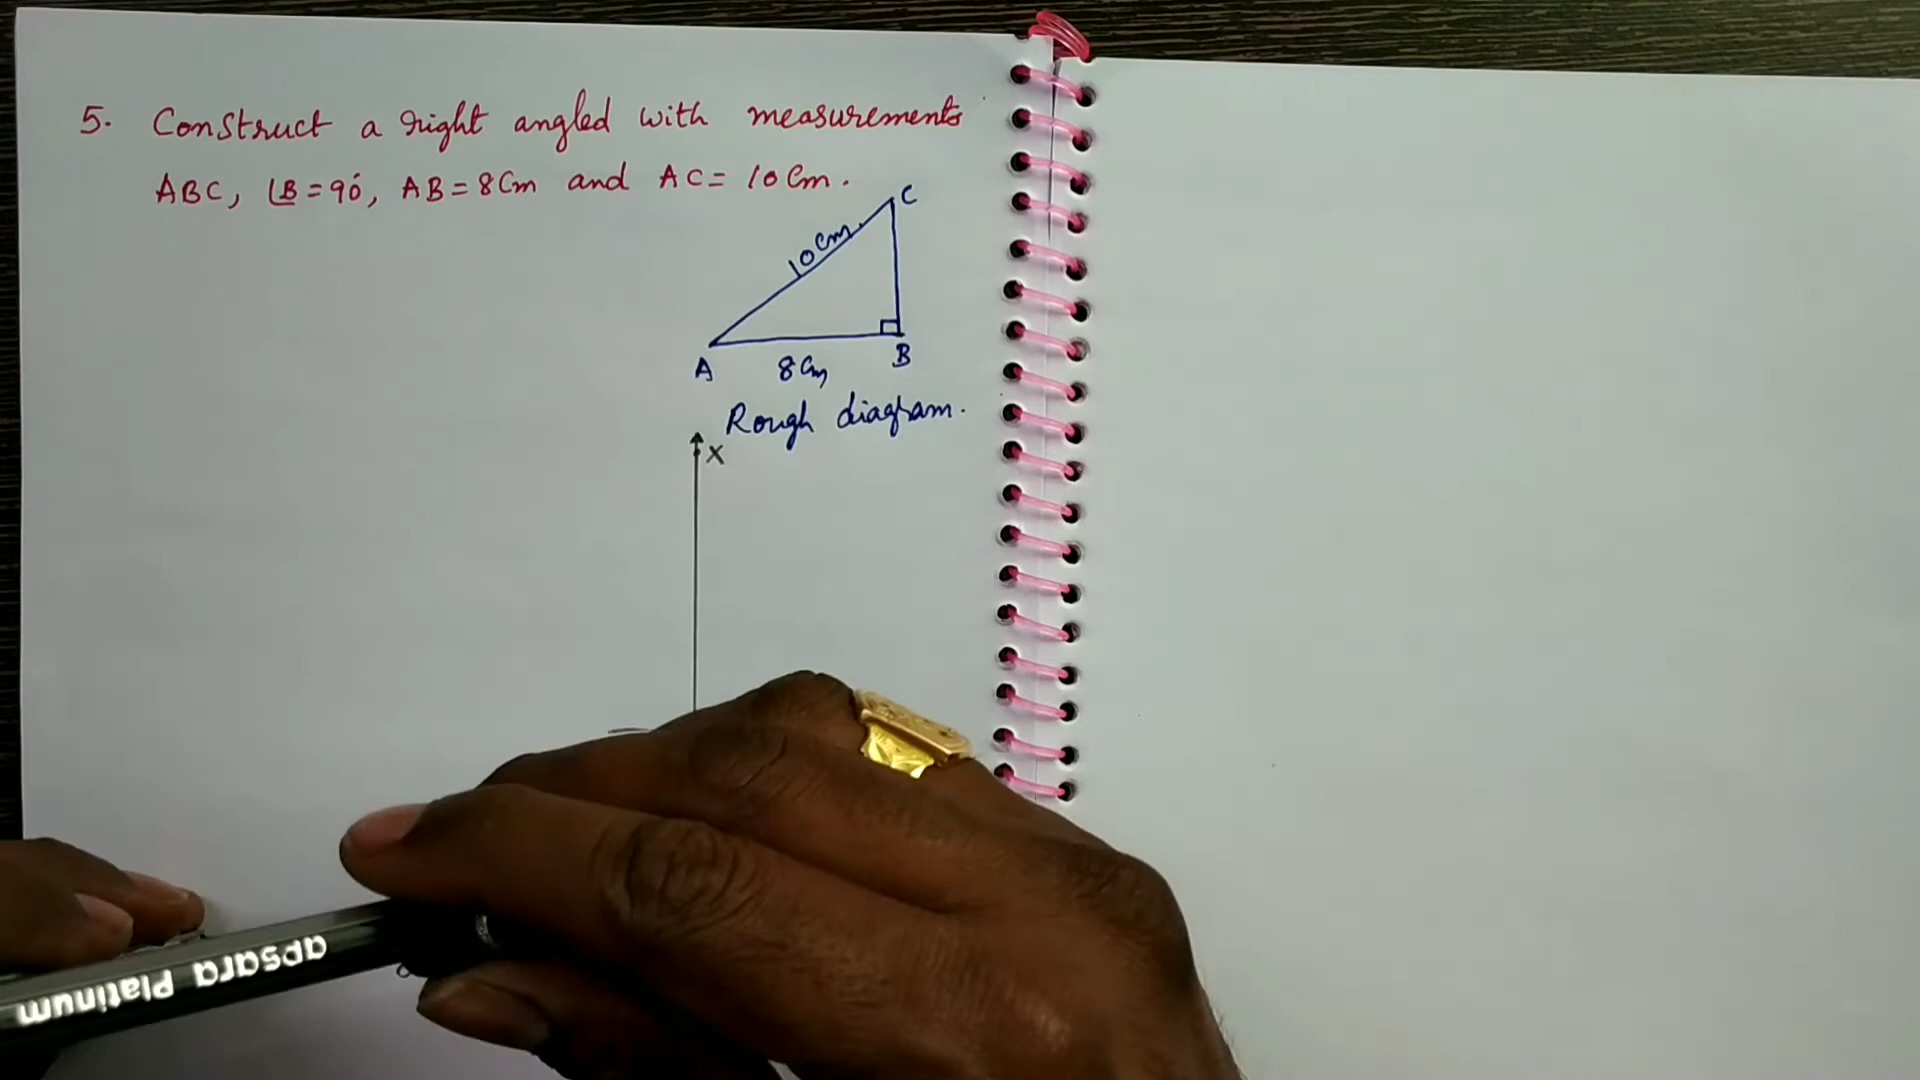 5. Construct a right angled with measurements
ABC, ∠B = 90°, AB = 8 Cm and AC = 10 Cm.
C
10 Cm.
A
8 Cm
B
Rough diagram.
X
apsara Platinum